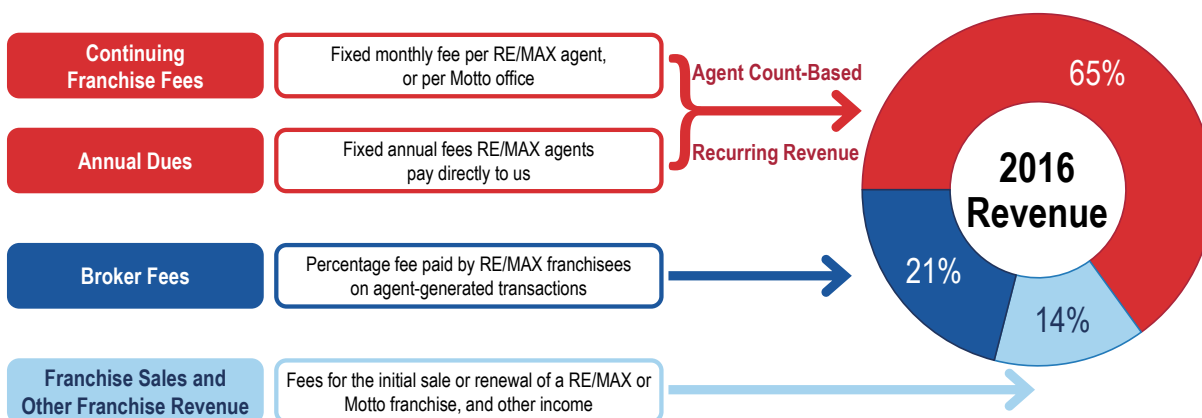 Continuing
Franchise Fees
Fixed monthly fee per RE/MAX agent,
or per Motto office
Agent Count-Based
65%
Annual Dues
Fixed annual fees RE/MAX agents
pay directly to us
Recurring Revenue
2016
Revenue
Broker Fees
Percentage fee paid by RE/MAX franchisees
on agent-generated transactions
21%
14%
Franchise Sales and
Other Franchise Revenue
Fees for the initial sale or renewal of a RE/MAX or
Motto franchise, and other income